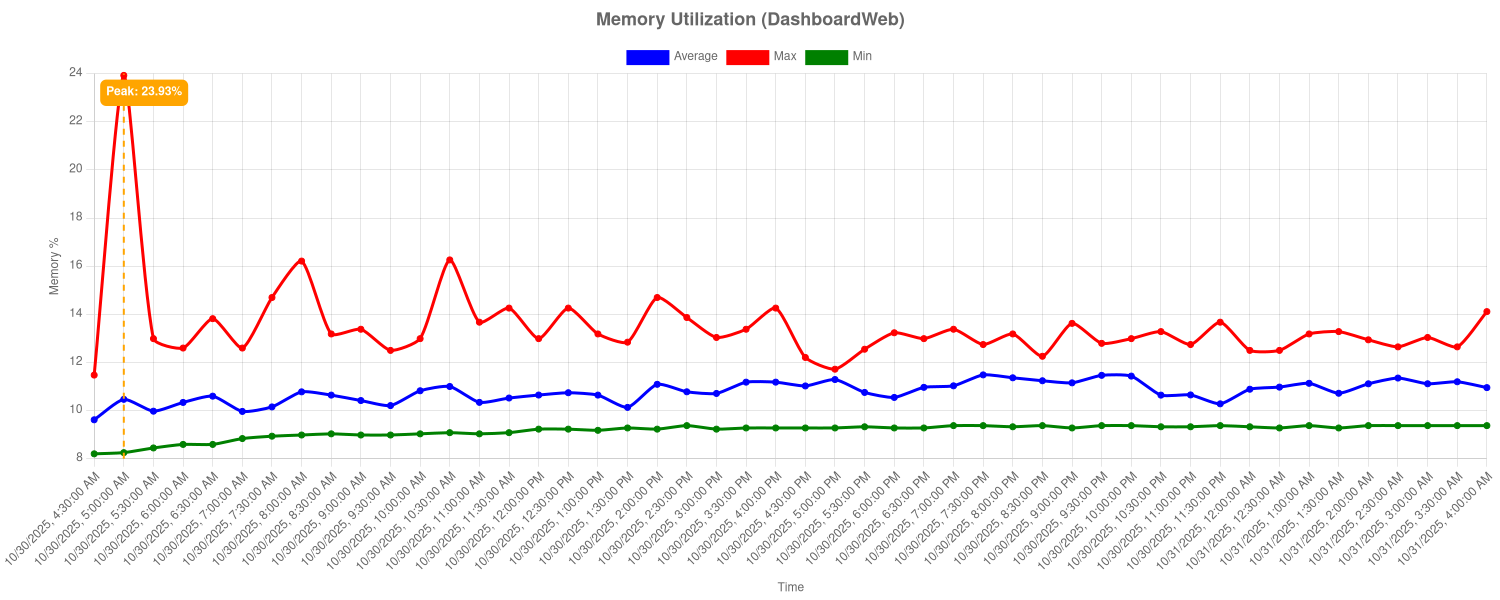 Memory Utilization (DashboardWeb)
Average
Max
Min
24
22
20
18
16
14
12
10
8
Memory %
Peak: 23.93%
10/30/2025, 4:30:00 AM
10/30/2025, 5:00:00 AM
10/30/2025, 5:30:00 AM
10/30/2025, 6:00:00 AM
10/30/2025, 6:30:00 AM
10/30/2025, 7:00:00 AM
10/30/2025, 7:30:00 AM
10/30/2025, 8:00:00 AM
10/30/2025, 8:30:00 AM
10/30/2025, 9:00:00 AM
10/30/2025, 9:30:00 AM
10/30/2025, 10:00:00 AM
10/30/2025, 10:30:00 AM
10/30/2025, 11:00:00 AM
10/30/2025, 11:30:00 AM
10/30/2025, 12:00:00 PM
10/30/2025, 12:30:00 PM
10/30/2025, 1:00:00 PM
10/30/2025, 1:30:00 PM
10/30/2025, 2:00:00 PM
10/30/2025, 2:30:00 PM
10/30/2025, 3:00:00 PM
10/30/2025, 3:30:00 PM
10/30/2025, 4:00:00 PM
10/30/2025, 4:30:00 PM
10/30/2025, 5:00:00 PM
10/30/2025, 5:30:00 PM
10/30/2025, 6:00:00 PM
10/30/2025, 6:30:00 PM
10/30/2025, 7:00:00 PM
10/30/2025, 7:30:00 PM
10/30/2025, 8:00:00 PM
10/30/2025, 8:30:00 PM
10/30/2025, 9:00:00 PM
10/30/2025, 9:30:00 PM
10/30/2025, 10:00:00 PM
10/30/2025, 10:30:00 PM
10/30/2025, 11:00:00 PM
10/30/2025, 11:30:00 PM
10/31/2025, 12:00:00 AM
10/31/2025, 12:30:00 AM
10/31/2025, 1:00:00 AM
10/31/2025, 1:30:00 AM
10/31/2025, 2:00:00 AM
10/31/2025, 2:30:00 AM
10/31/2025, 3:00:00 AM
10/31/2025, 3:30:00 AM
10/31/2025, 4:00:00 AM
Time